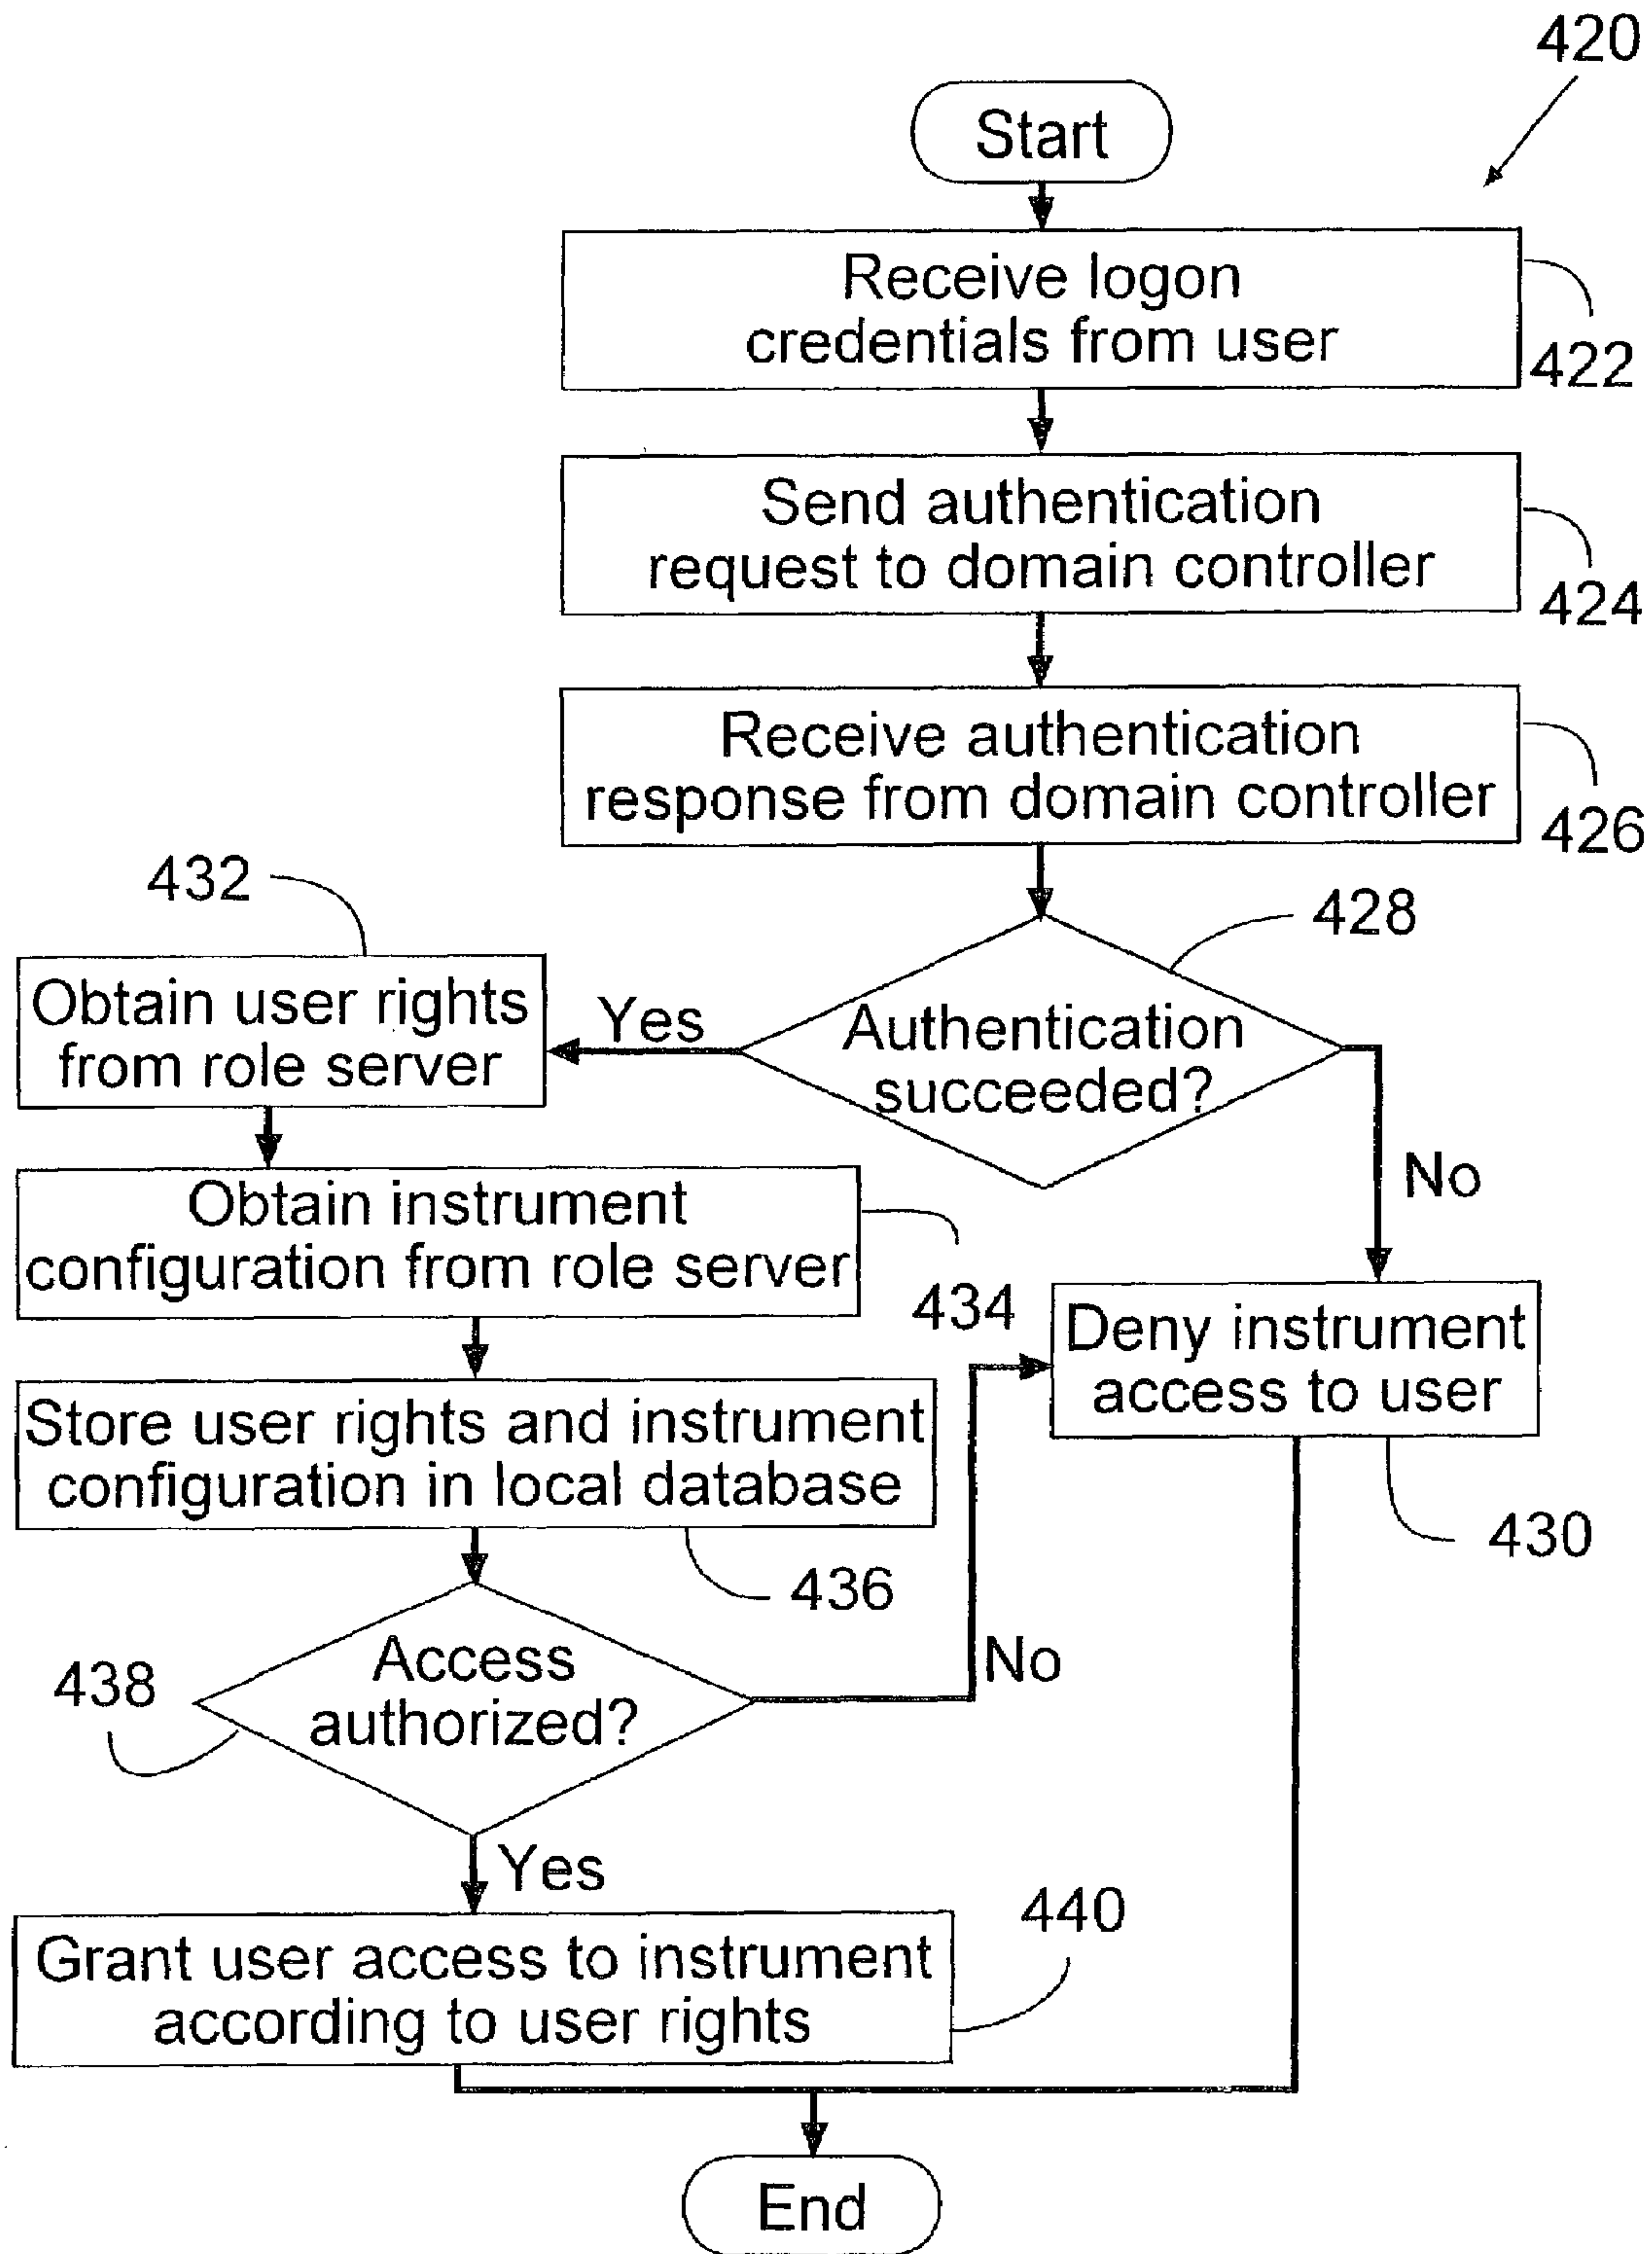 420
Start
Receive logon
credentials from user
422
Send authentication
request to domain controller
424
Receive authentication
response from domain controller
426
432
428
Obtain user rights
from role server
Yes
Authentication
succeeded?
No
Obtain instrument
configuration from role server
434
Deny instrument
access to user
430
Store user rights and instrument
configuration in local database
436
438
Access
authorized?
No
Yes
440
Grant user access to instrument
according to user rights
End